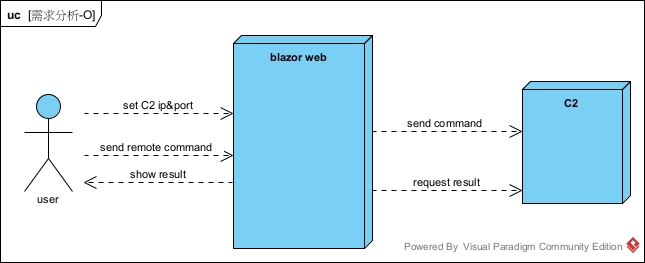 uc [需求分析-O]
blazor web
C2
set C2 ip&port
send command
send remote command
show result
request result
user
Powered By Visual Paradigm Community Edition